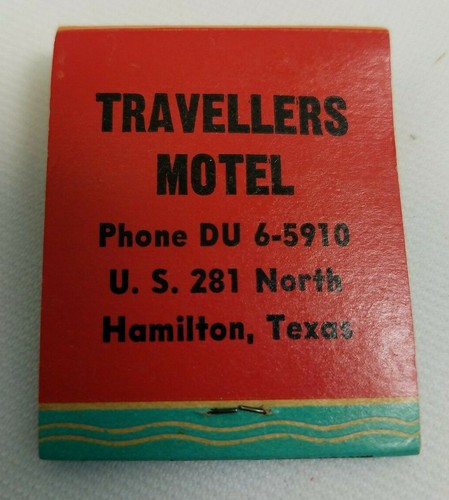 TRAVELLERS
MOTEL
Phone DU 6-5910
U. S. 281 North
Hamilton, Texas